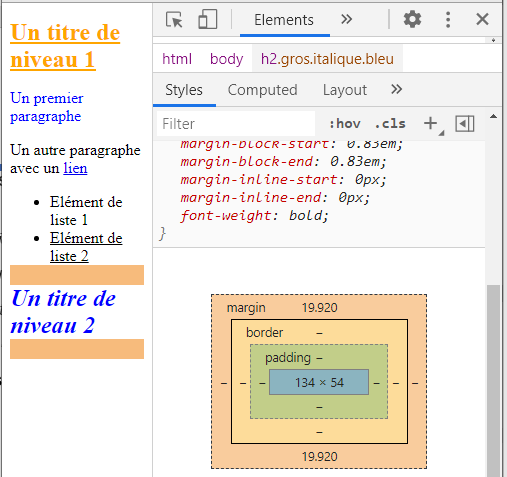 Un titre de
niveau 1
Un premier
paragraphe
Un autre paragraphe
avec un lien
Elément de
liste 1
Elément de
liste 2
Un titre de
niveau 2
Elements »
html body h2.gros.italique.bleu
Styles Computed Layout »
Filter :hov .cls +
margin-block-start: 0.83em;
margin-block-end: 0.83em;
margin-inline-start: 0px;
margin-inline-end: 0px;
font-weight: bold;
}
margin 19.920
border –
padding –
– – – 134 × 54 – – –
–
–
19.920